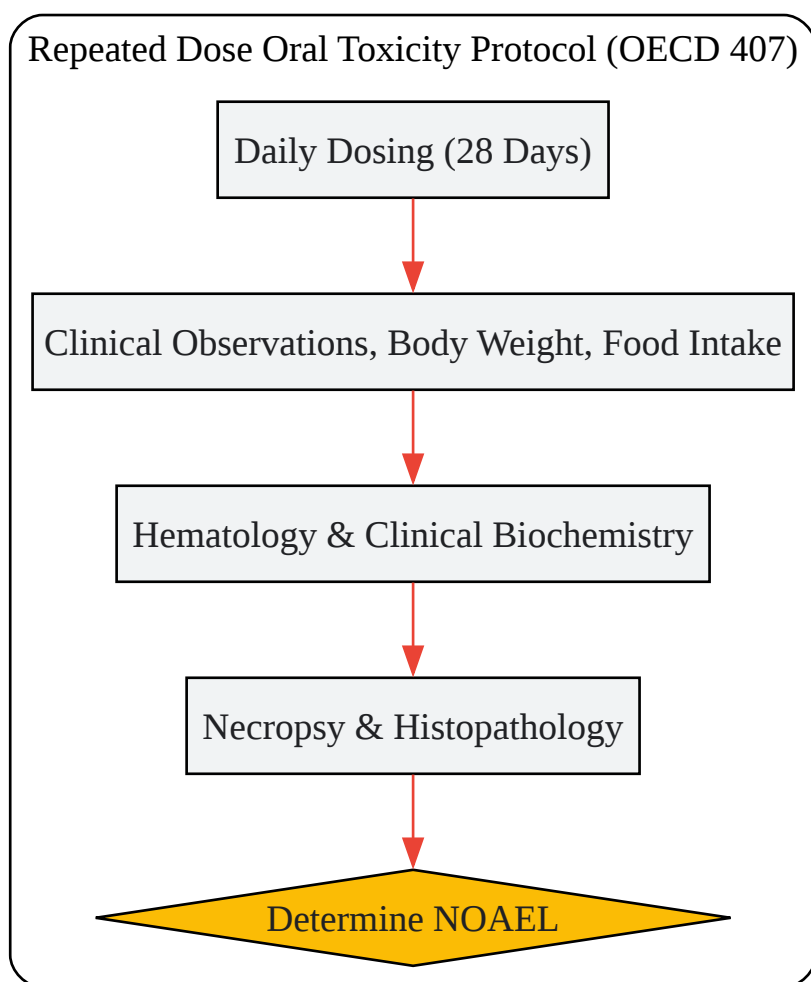 Repeated Dose Oral Toxicity Protocol (OECD 407)
Daily Dosing (28 Days)
Clinical Observations, Body Weight, Food Intake
Hematology & Clinical Biochemistry
Necropsy & Histopathology
Determine NOAEL